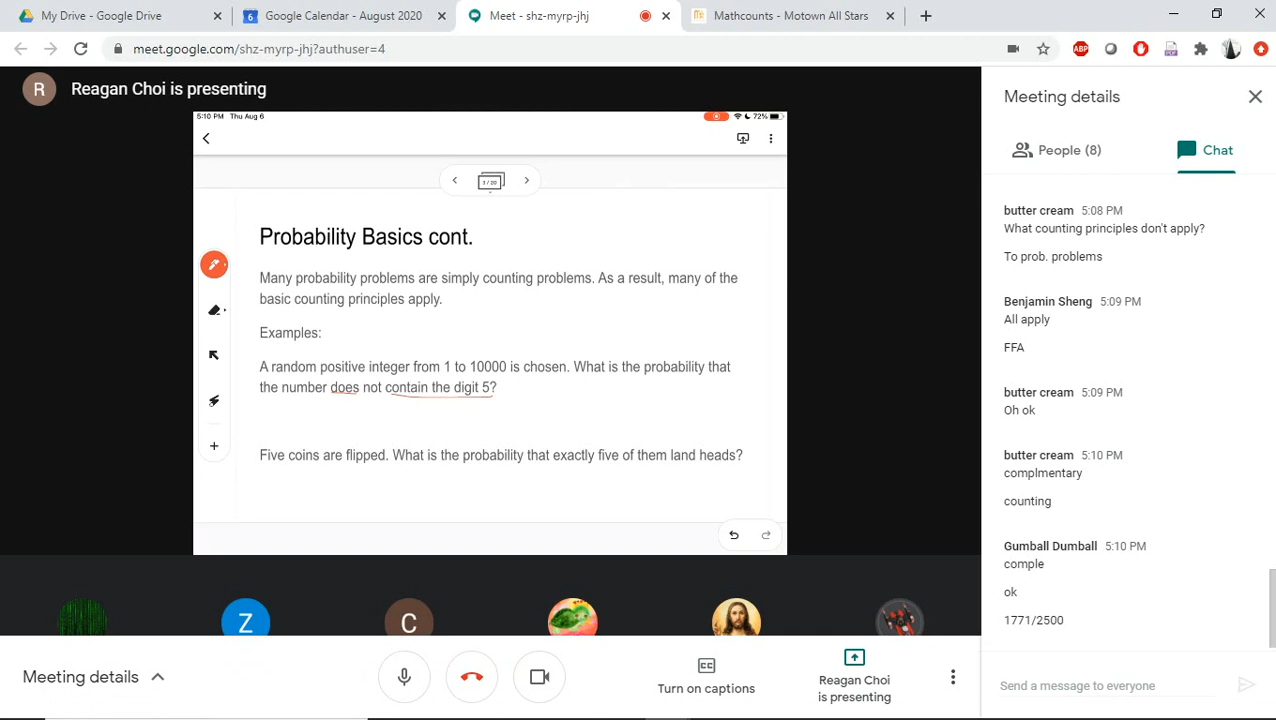 My Drive - Google Drive
Google Calendar - August 2020
Meet - shz-myrp-jhj
Mathcounts - Motown All Stars
meet.google.com/shz-myrp-jhj?authuser=4
ABP
R
Reagan Choi is presenting
5:10 PM Thu Aug 6
72%
3 / 20
Probability Basics cont.
Many probability problems are simply counting problems. As a result, many of the
basic counting principles apply.
Examples:
A random positive integer from 1 to 10000 is chosen. What is the probability that
the number does not contain the digit 5?
Five coins are flipped. What is the probability that exactly five of them land heads?
Z
C
Meeting details
CC
Turn on captions
Reagan Choi
is presenting
Meeting details
People (8)
Chat
butter cream 5:08 PM
What counting principles don't apply?
To prob. problems
Benjamin Sheng 5:09 PM
All apply
FFA
butter cream 5:09 PM
Oh ok
butter cream 5:10 PM
complmentary
counting
Gumball Dumball 5:10 PM
comple
ok
1771/2500
Send a message to everyone